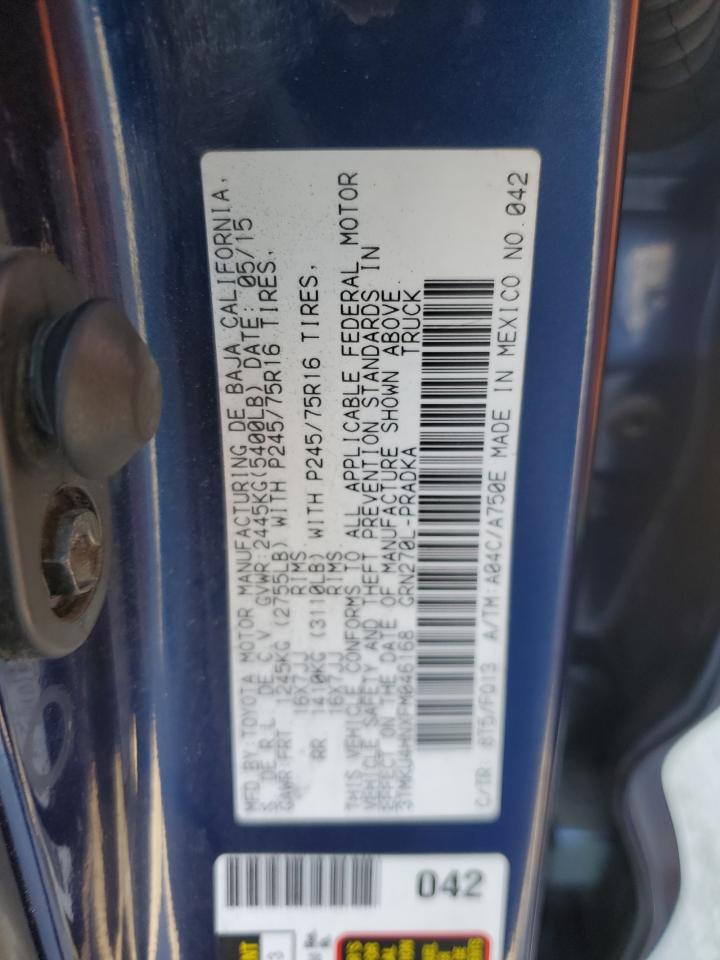 MFD BY:TOYOTA MOTOR MANUFACTURING DE BAJA CALIFORNIA,
S DE R L DE C V GVWR:2445KG(5400LB) DATE: 05/15
GAWR:FRT 1245KG (2755LB) WITH P245/75R16 TIRES,
16X7JJ RIMS,
RR 1410KG (3110LB) WITH P245/75R16 TIRES,
16X7JJ RIMS
THIS VEHICLE CONFORMS TO ALL APPLICABLE FEDERAL MOTOR
VEHICLE SAFETY AND THEFT PREVENTION STANDARDS IN
EFFECT ON THE DATE OF MANUFACTURE SHOWN ABOVE.
GRN270L-PRADKA TRUCK
C/TR: 8T5/FQ13 A/TM:A04C/A750E MADE IN MEXICO NO.042
042